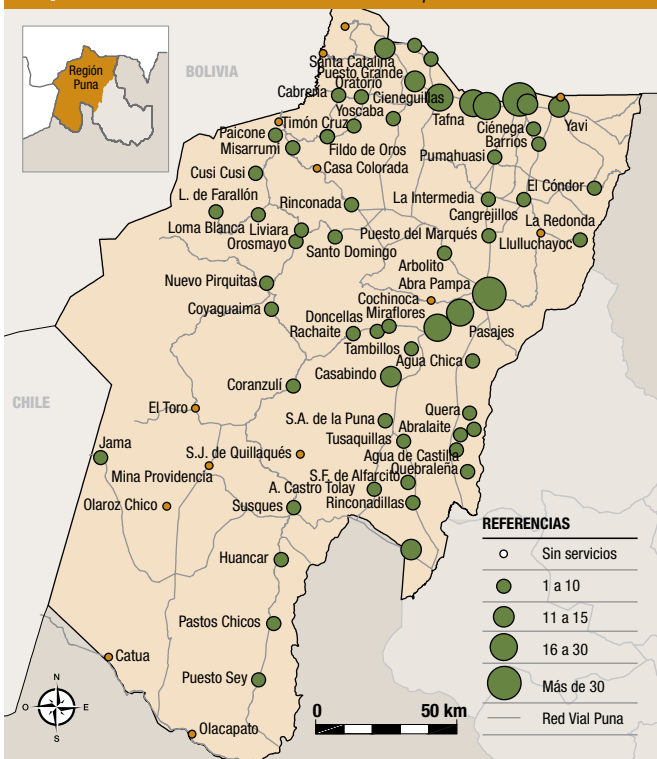 Región
Puna
BOLIVIA
CHILE
Santa Catalina
Puesto Grande
Oratorio
Cabrería
Cieneguillas
Yoscaba
Timón Cruz
Tafna
Ciénega
Yavi
Barrios
Paicone
Misarrumi
Fildo de Oros
Pumahuasi
Casa Colorada
Cusi Cusi
L. de Farallón
Rinconada
La Intermedia
El Cóndor
Cangrejillos
La Redonda
Loma Blanca
Liviara
Orosmayo
Puesto del Marqués
Llulluchayoc
Santo Domingo
Arbolito
Nuevo Pirquitas
Abra Pampa
Cochinoca
Coyaguaima
Doncellas
Miraflores
Rachaite
Pasajes
Tambillos
Agua Chica
Casabindo
Coranzulí
El Toro
Quera
S.A. de la Puna
Abralaite
Tusaquillas
Jama
S.J. de Quillaqués
Agua de Castilla
Mina Providencia
Quebraleña
S.F. de Alfarcito
A. Castro Tolay
Olaroz Chico
Susques
Rinconadillas
Huancar
Pastos Chicos
Catua
Puesto Sey
Olacapato
REFERENCIAS
Sin servicios
1 a 10
11 a 15
16 a 30
Más de 30
Red Vial Puna
N
O
E
S
0
50 km